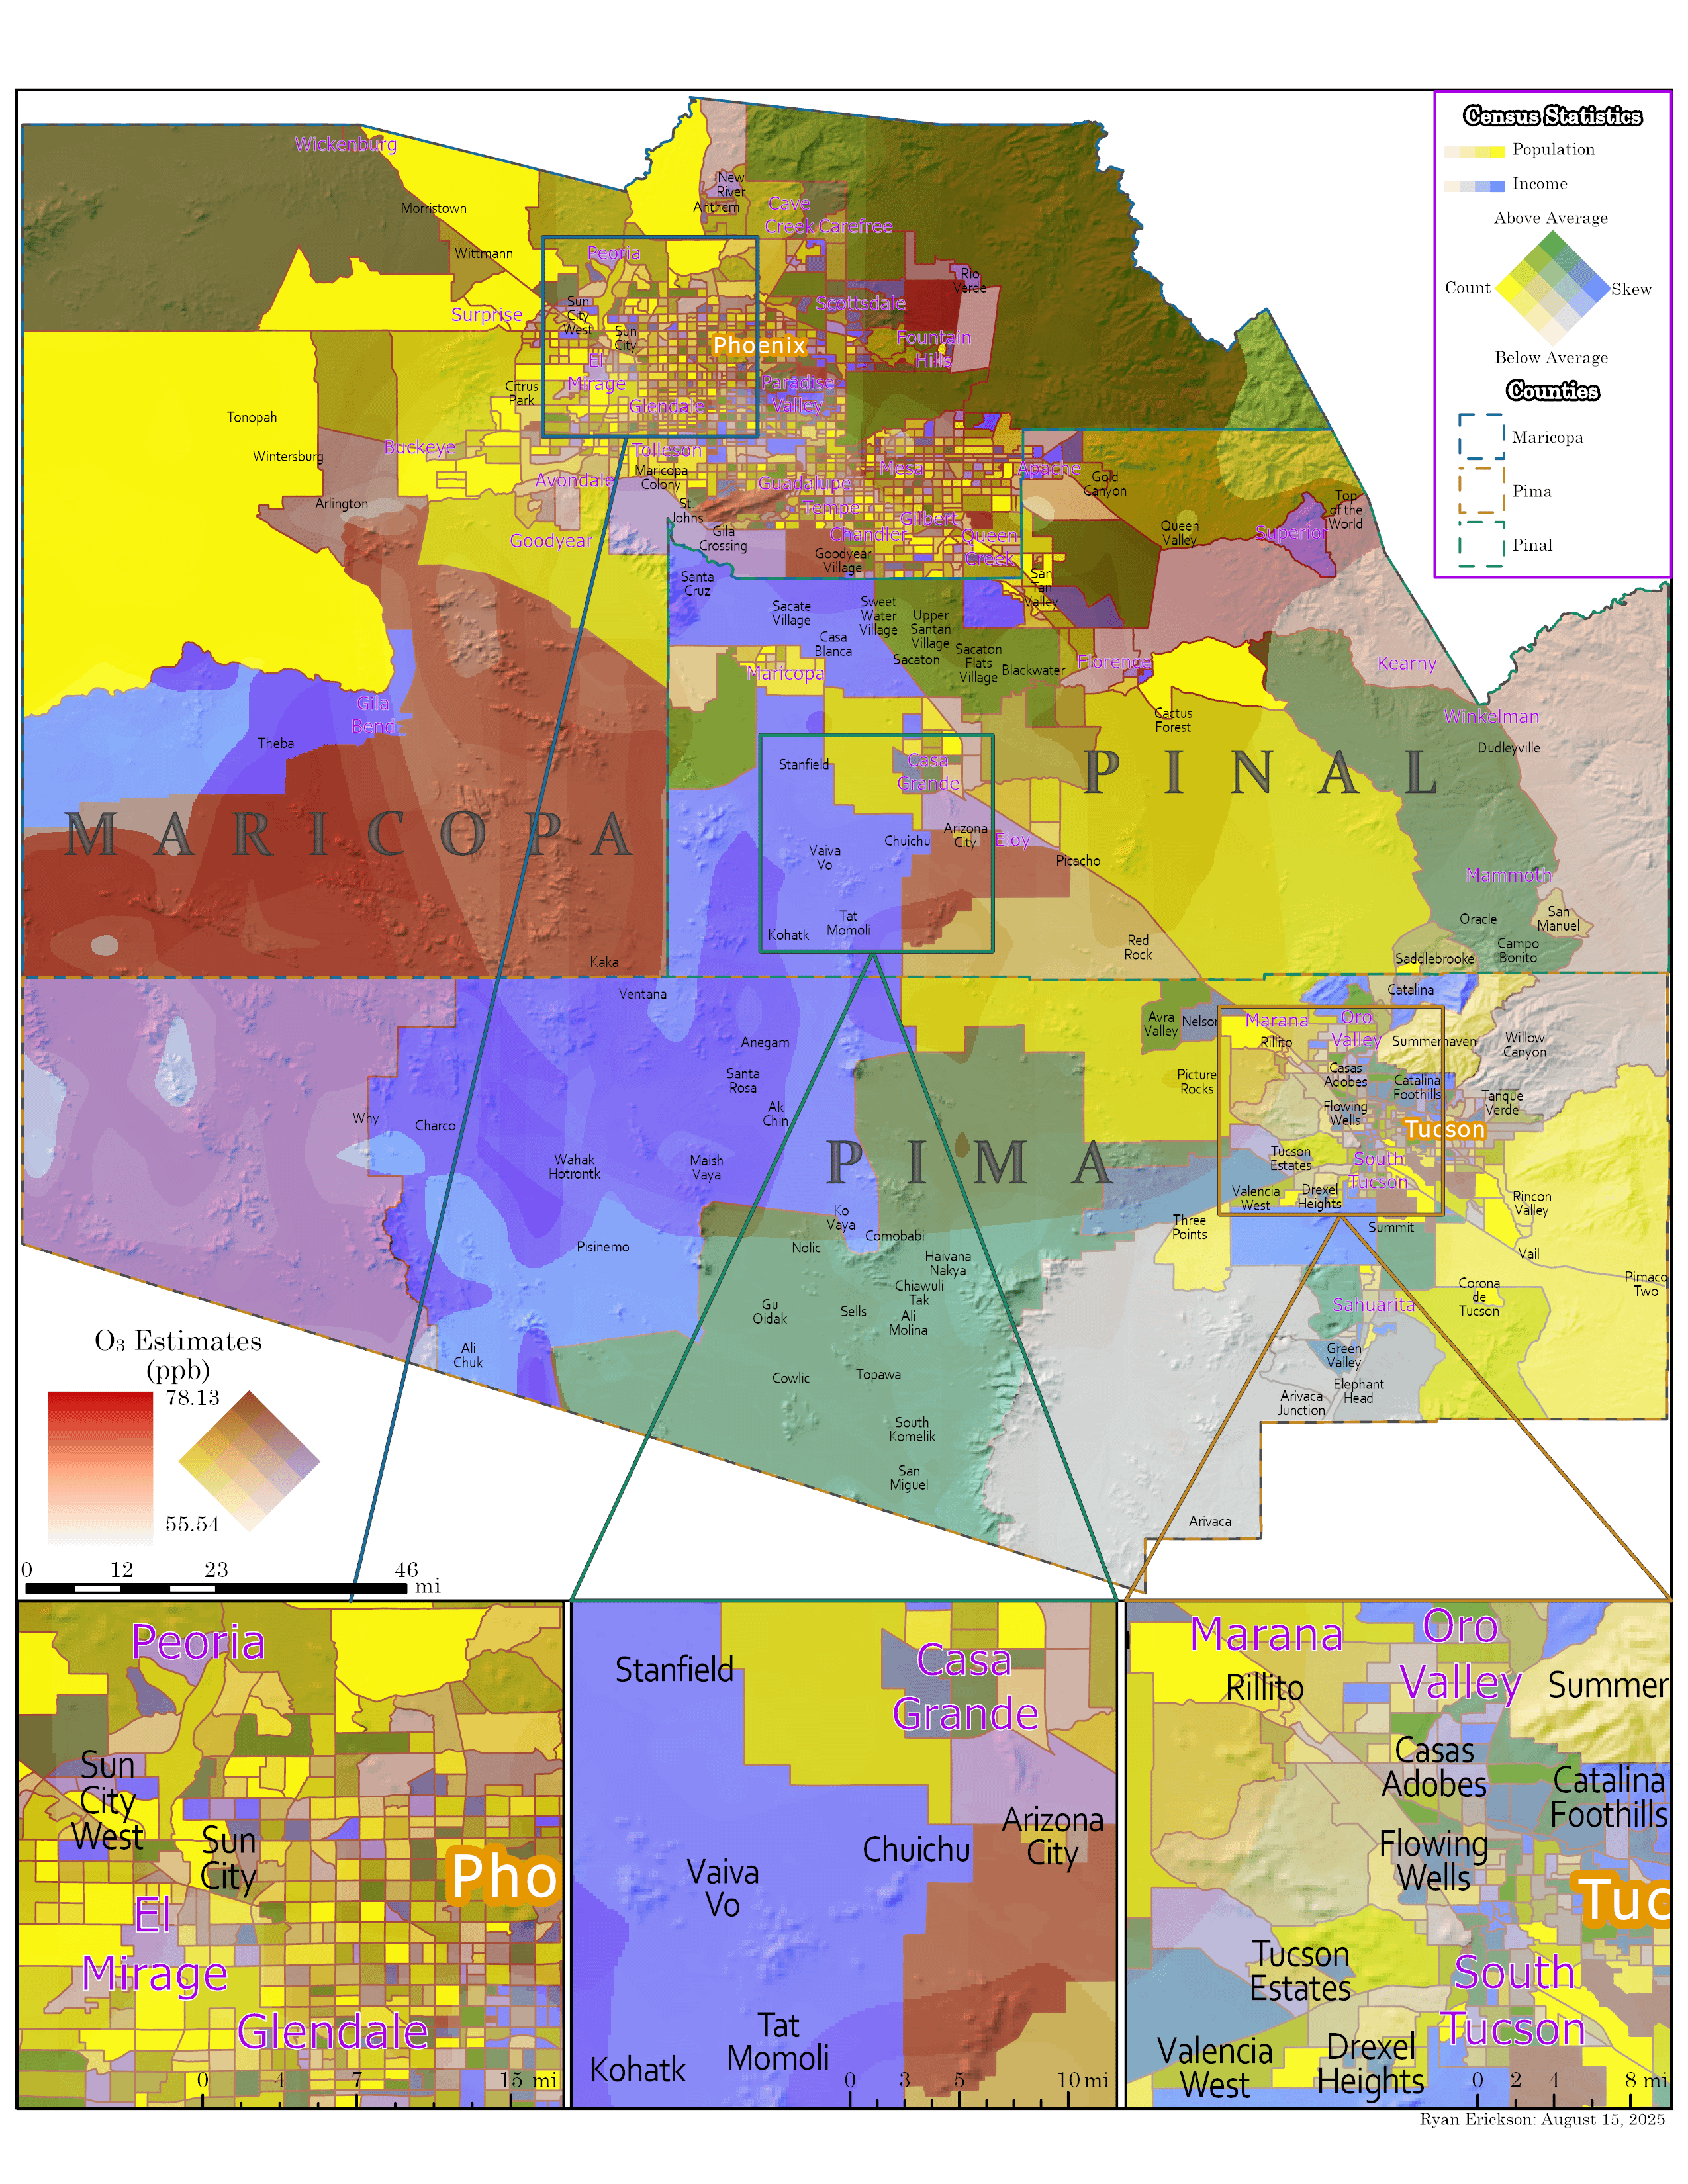 Census Statistics
Population
Income
Above Average
Count
Skew
Below Average
Counties
Maricopa
Pima
Pinal
Wickenburg
Morristown
Wittmann
New
River
Anthem
Cave
Creek
Carefree
Peoria
Surprise
Sun
City
West
Sun
City
Scottsdale
Rio
Verde
Fountain
Hills
Phoenix
El
Mirage
Paradise
Valley
Citrus
Park
Glendale
Tonopah
Wintersburg
Buckeye
Tolleson
Avondale
Maricopa
Colony
Mesa
Apache
Gold
Canyon
Arlington
Guadalupe
Tempe
St.
Johns
Goodyear
Gila
Crossing
Chandler
Gilbert
Queen
Creek
Goodyear
Village
Queen
Valley
Superior
Top
of the
World
Santa
Cruz
San
Tan
Valley
Sacate
Village
Sweet
Water
Village
Upper
Santan
Village
Casa
Blanca
Sacaton
Sacaton
Flats
Village
Blackwater
Florence
Kearny
Maricopa
Gila
Bend
Theba
Cactus
Forest
Winkelman
Dudleyville
Stanfield
Casa
Grande
PINAL
MARICOPA
Vaiva
Vo
Chuichu
Arizona
City
Eloy
Picacho
Mammoth
Oracle
San
Manuel
Tat
Momoli
Kohatk
Kaka
Red
Rock
Saddlebrooke
Campo
Bonito
Ventana
Catalina
Avra
Valley
Nelson
Marana
Oro
Valley
Rillito
Summerhaven
Willow
Canyon
Anegam
Santa
Rosa
Ak
Chin
Picture
Rocks
Casas
Adobes
Catalina
Foothills
Tanque
Verde
Why
Charco
Flowing
Wells
Tucson
Wahak
Hotrontk
Maish
Vaya
PIMA
Tucson
Estates
South
Tucson
Valencia
West
Drexel
Heights
Rincon
Valley
Ko
Vaya
Three
Points
Summit
Pisinemo
Nolic
Comobabi
Haivana
Nakya
Vail
Chiawuli
Tak
Gu
Oidak
Sells
Ali
Molina
Sahuarita
Corona
de
Tucson
Pimaco
Two
Ali
Chuk
Cowlic
Topawa
Green
Valley
Elephant
Head
Arivaca
Junction
South
Komelik
San
Miguel
Arivaca
O₃ Estimates
(ppb)
78.13
55.54
0 12 23 46 mi
Peoria
Sun
City
West
Sun
City
Pho
El
Mirage
Glendale
0 4 7 15 mi
Stanfield
Casa
Grande
Arizona
City
Chuichu
Vaiva
Vo
Tat
Momoli
Kohatk
0 3 5 10 mi
Marana
Oro
Valley
Rillito
Summer
Casas
Adobes
Catalina
Foothills
Flowing
Wells
Tuc
Tucson
Estates
South
Tucson
Valencia
West
Drexel
Heights
0 2 4 8 mi
Ryan Erickson: August 15, 2025